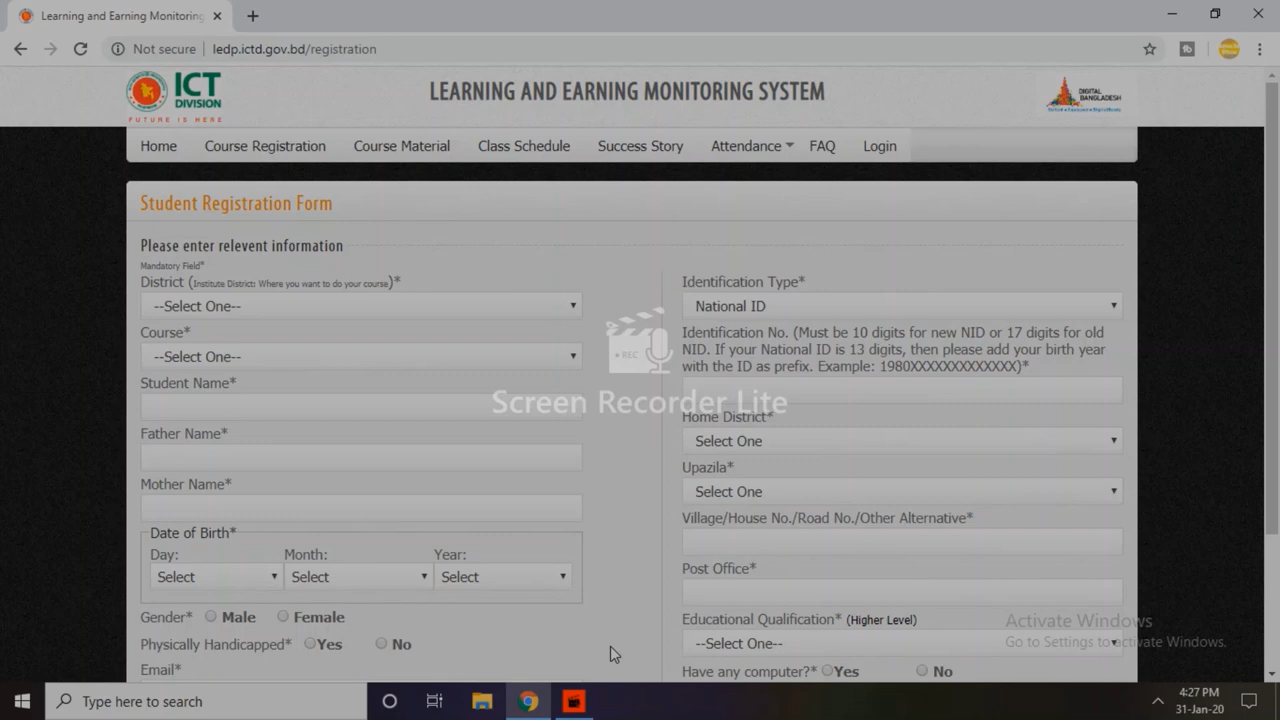 Learning and Earning Monitoring
Not secure
ledp.ictd.gov.bd/registration
ICT
DIVISION
FUTURE IS HERE
LEARNING AND EARNING MONITORING SYSTEM
DIGITAL
BANGLADESH
Home
Course Registration
Course Material
Class Schedule
Success Story
Attendance
FAQ
Login
Student Registration Form
Please enter relevent information
Mandatory Field*
District (Institute District: Where you want to do your course)*
--Select One--
Course*
--Select One--
Student Name*
Father Name*
Mother Name*
Date of Birth*
Day: Month: Year:
Select Select Select
Gender* Male Female
Physically Handicapped* Yes No
Email*
Identification Type*
National ID
Identification No. (Must be 10 digits for new NID or 17 digits for old
NID. If your National ID is 13 digits, then please add your birth year
with the ID as prefix. Example: 1980XXXXXXXXXXXXX)*
Home District*
Select One
Upazila*
Select One
Village/House No./Road No./Other Alternative*
Post Office*
Educational Qualification* (Higher Level)
--Select One--
Have any computer?* Yes No
REC
Screen Recorder Lite
Activate Windows
Go to Settings to activate Windows.
Type here to search
4:27 PM
31-Jan-20